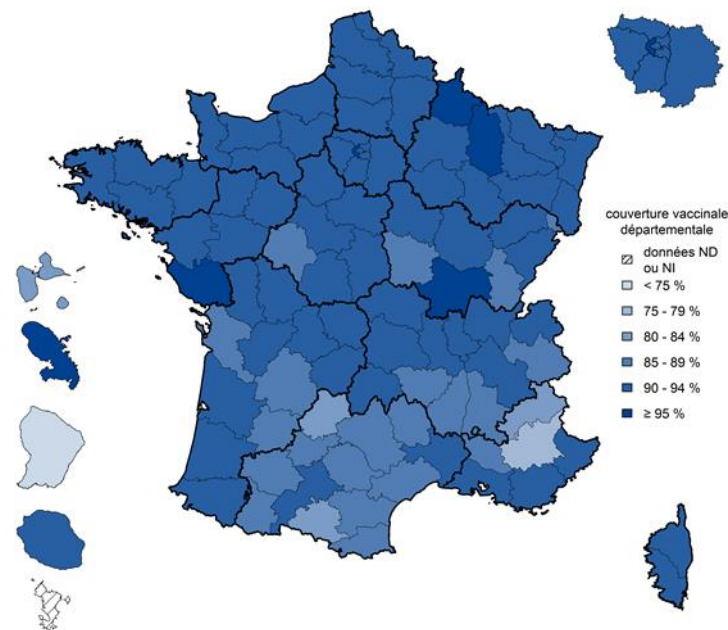 couverture vaccinale
départementale
données ND
ou NI
< 75 %
75 - 79 %
80 - 84 %
85 - 89 %
90 - 94 %
≥ 95 %